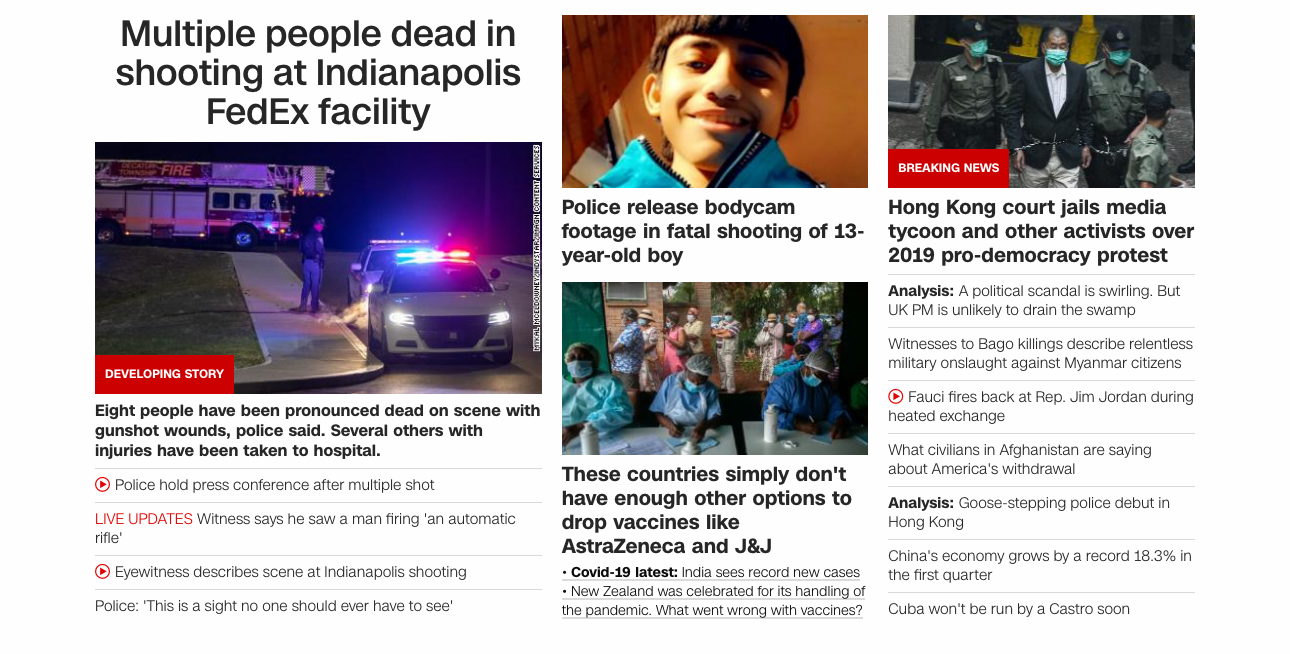 Multiple people dead in
shooting at Indianapolis
FedEx facility
DECATUR
TOWNSHIP FIRE
MYKAL MCELDOWNEY/INDYSTAR/IMAGN CONTENT SERVICES
DEVELOPING STORY
Eight people have been pronounced dead on scene with
gunshot wounds, police said. Several others with
injuries have been taken to hospital.
Police hold press conference after multiple shot
LIVE UPDATES Witness says he saw a man firing 'an automatic
rifle'
Eyewitness describes scene at Indianapolis shooting
Police: 'This is a sight no one should ever have to see'
Police release bodycam
footage in fatal shooting of 13-
year-old boy
These countries simply don't
have enough other options to
drop vaccines like
AstraZeneca and J&J
• Covid-19 latest: India sees record new cases
• New Zealand was celebrated for its handling of
the pandemic. What went wrong with vaccines?
BREAKING NEWS
Hong Kong court jails media
tycoon and other activists over
2019 pro-democracy protest
Analysis: A political scandal is swirling. But
UK PM is unlikely to drain the swamp
Witnesses to Bago killings describe relentless
military onslaught against Myanmar citizens
Fauci fires back at Rep. Jim Jordan during
heated exchange
What civilians in Afghanistan are saying
about America's withdrawal
Analysis: Goose-stepping police debut in
Hong Kong
China's economy grows by a record 18.3% in
the first quarter
Cuba won't be run by a Castro soon